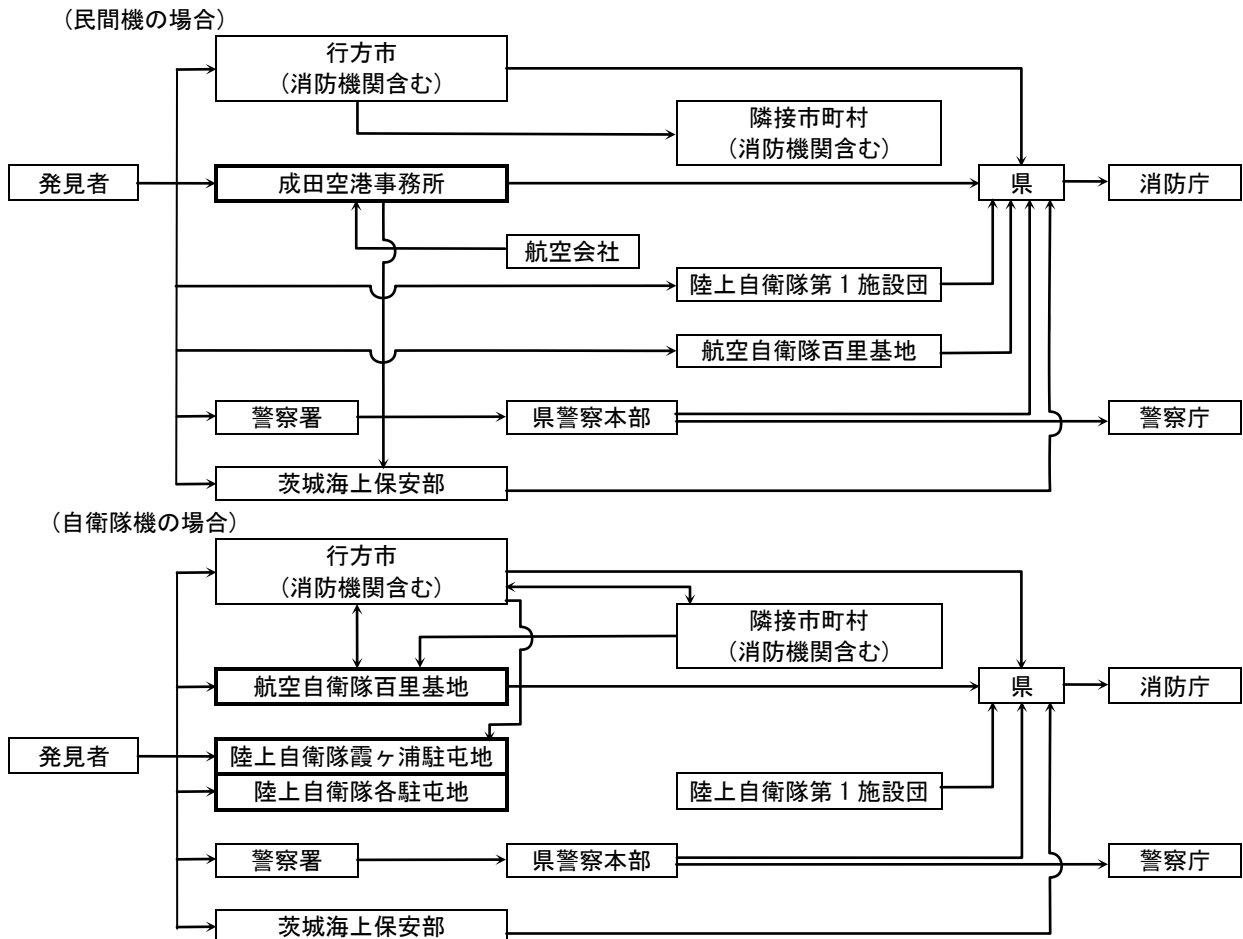 （民間機の場合）
行方市
（消防機関含む）
隣接市町村
（消防機関含む）
発見者
成田空港事務所
県
消防庁
航空会社
陸上自衛隊第１施設団
航空自衛隊百里基地
警察署
県警察本部
警察庁
茨城海上保安部
（自衛隊機の場合）
行方市
（消防機関含む）
隣接市町村
（消防機関含む）
航空自衛隊百里基地
県
消防庁
発見者
陸上自衛隊霞ヶ浦駐屯地
陸上自衛隊各駐屯地
陸上自衛隊第１施設団
警察署
県警察本部
警察庁
茨城海上保安部